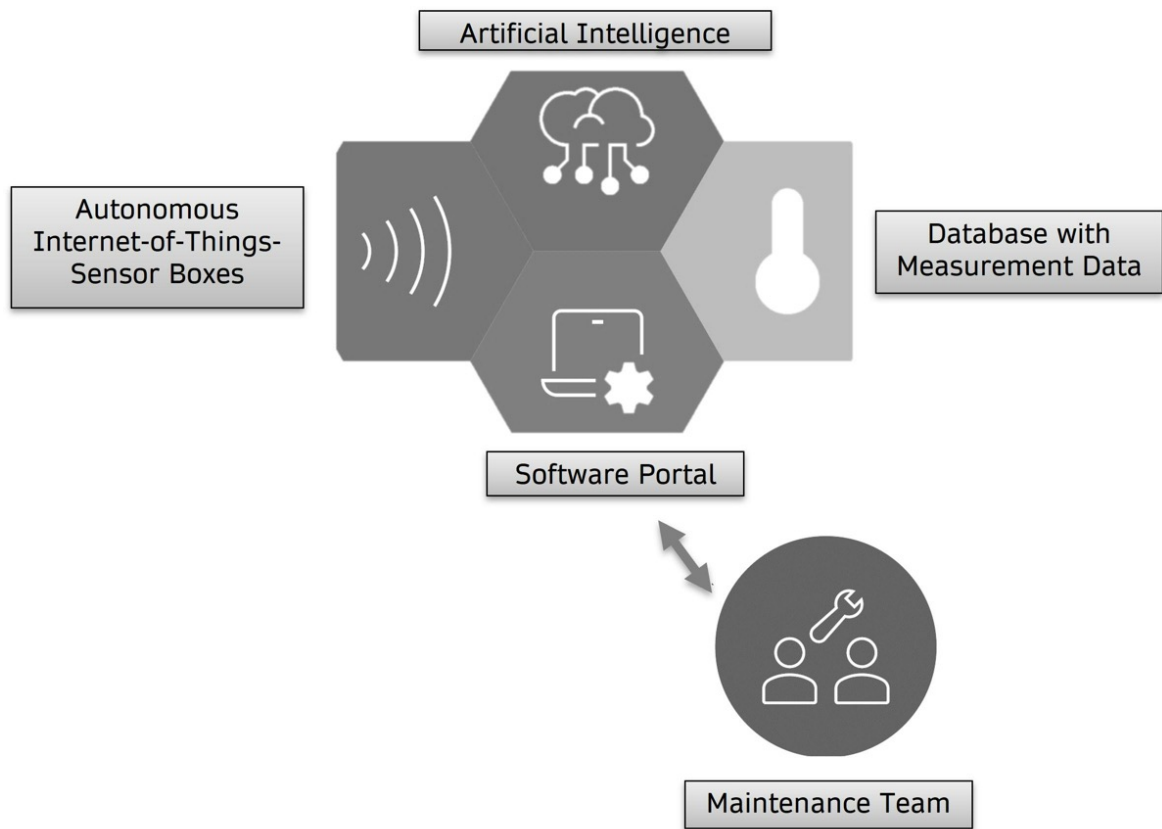 Artificial Intelligence
Autonomous
Internet-of-Things-
Sensor Boxes
Database with
Measurement Data
Software Portal
Maintenance Team